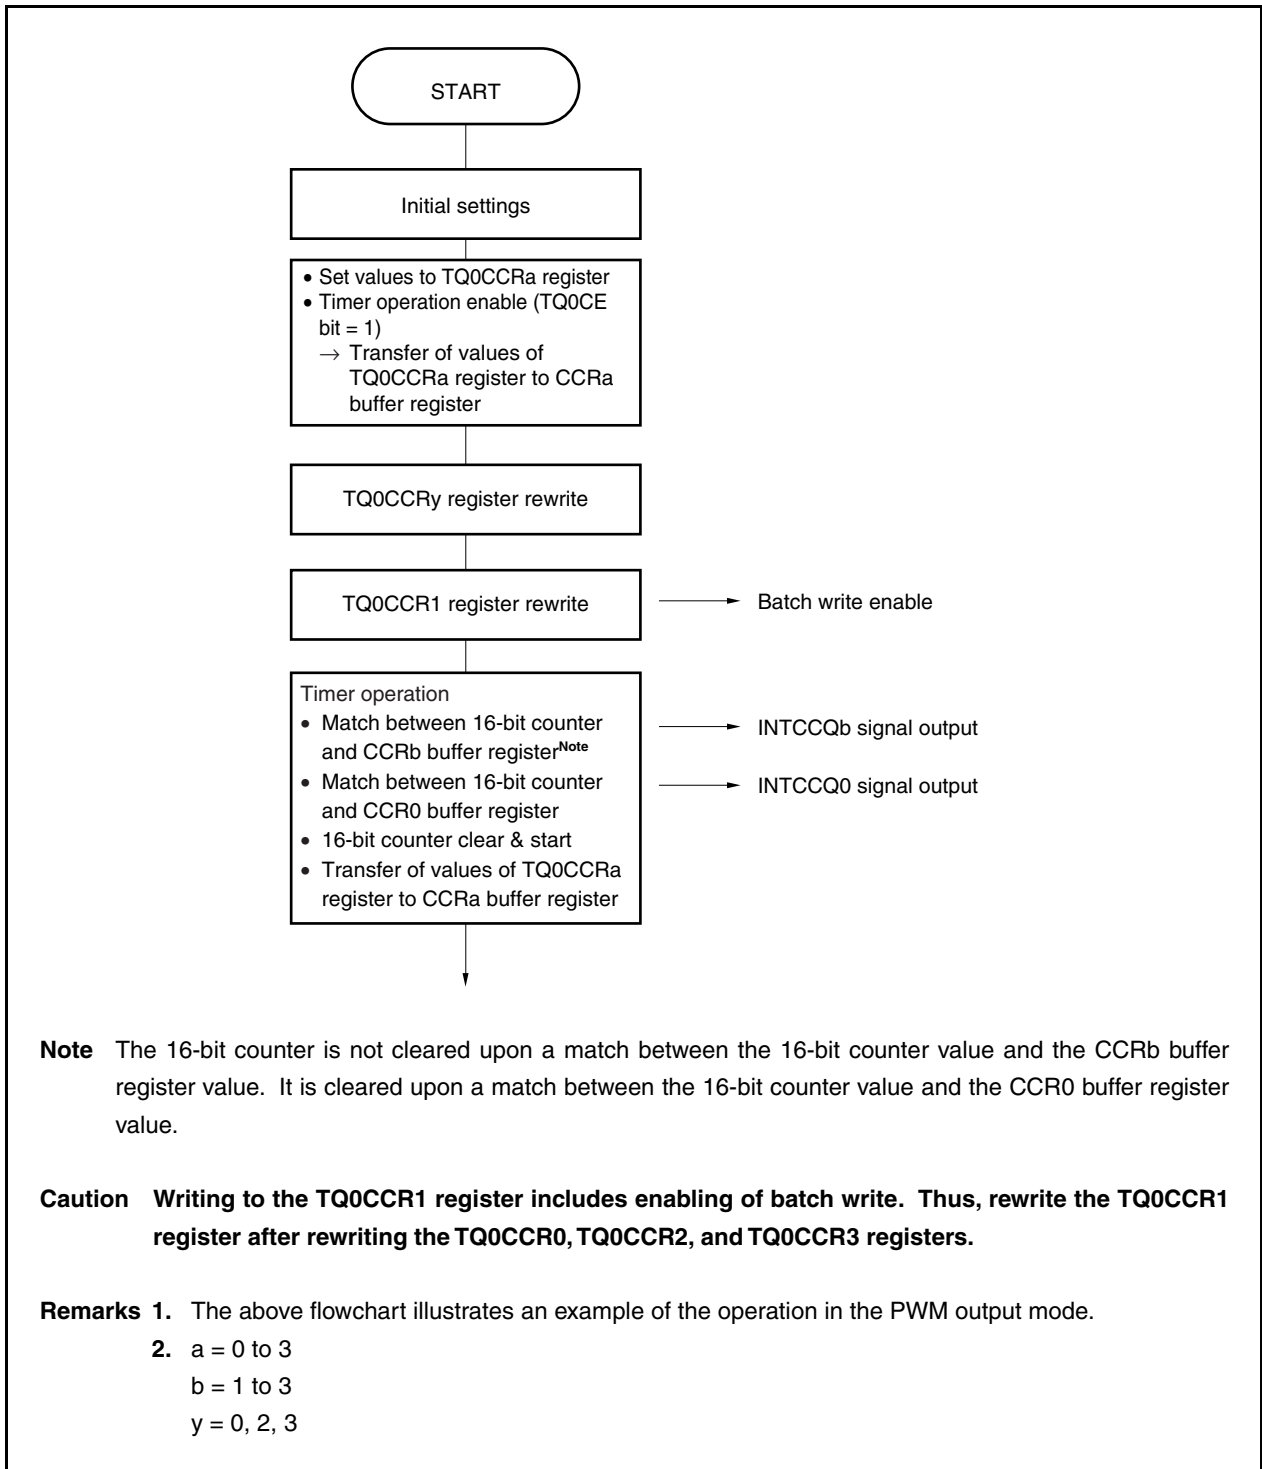 START
Initial settings
• Set values to TQ0CCRa register
• Timer operation enable (TQ0CE
bit = 1)
→ Transfer of values of
TQ0CCRa register to CCRa
buffer register
TQ0CCRy register rewrite
TQ0CCR1 register rewrite
Batch write enable
Timer operation
• Match between 16-bit counter
and CCRb buffer registerNote
INTCCQb signal output
• Match between 16-bit counter
and CCR0 buffer register
INTCCQ0 signal output
• 16-bit counter clear & start
• Transfer of values of TQ0CCRa
register to CCRa buffer register
Note The 16-bit counter is not cleared upon a match between the 16-bit counter value and the CCRb buffer
register value. It is cleared upon a match between the 16-bit counter value and the CCR0 buffer register
value.
Caution Writing to the TQ0CCR1 register includes enabling of batch write. Thus, rewrite the TQ0CCR1
register after rewriting the TQ0CCR0, TQ0CCR2, and TQ0CCR3 registers.
Remarks 1. The above flowchart illustrates an example of the operation in the PWM output mode.
2. a = 0 to 3
b = 1 to 3
y = 0, 2, 3